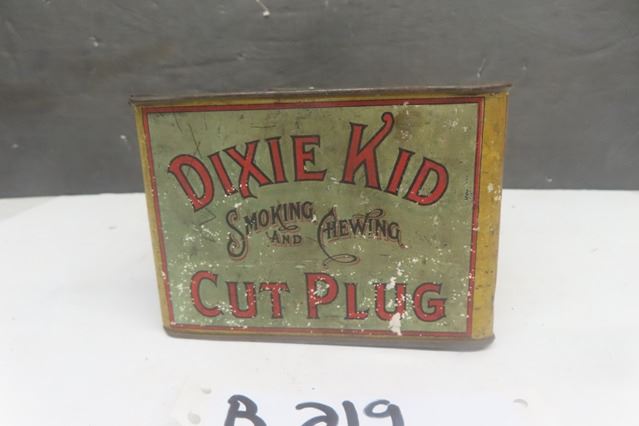 DIXIE KID
SMOKING
AND CHEWING
CUT PLUG
B 219